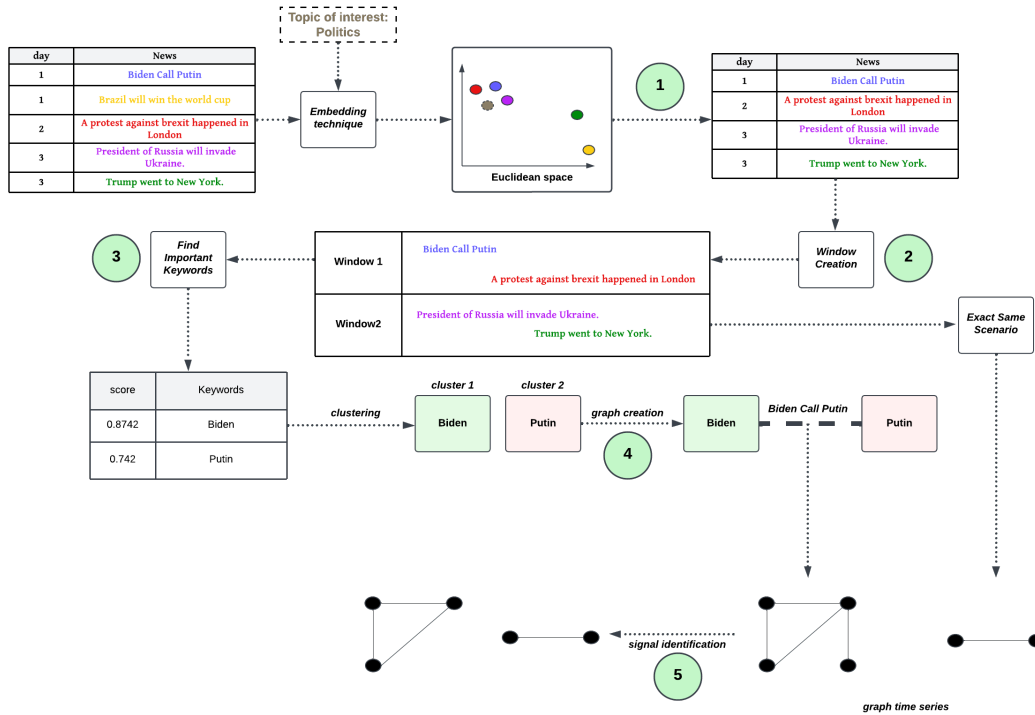 Topic of interest:
Politics
day News
1 Biden Call Putin
1 Brazil will win the world cup
2 A protest against brexit happened in
London
3 President of Russia will invade
Ukraine.
3 Trump went to New York.
Embedding
technique
Euclidean space
1
day News
1 Biden Call Putin
2 A protest against brexit happened in
London
3 President of Russia will invade
Ukraine.
3 Trump went to New York.
3
Find
Important
Keywords
Window 1
Biden Call Putin
A protest against brexit happened in London
Window2
President of Russia will invade Ukraine.
Trump went to New York.
Window
Creation
2
Exact Same
Scenario
score Keywords
0.8742 Biden
0.742 Putin
clustering
cluster 1
Biden
cluster 2
Putin
graph creation
4
Biden
Biden Call Putin
Putin
signal identification
5
graph time series